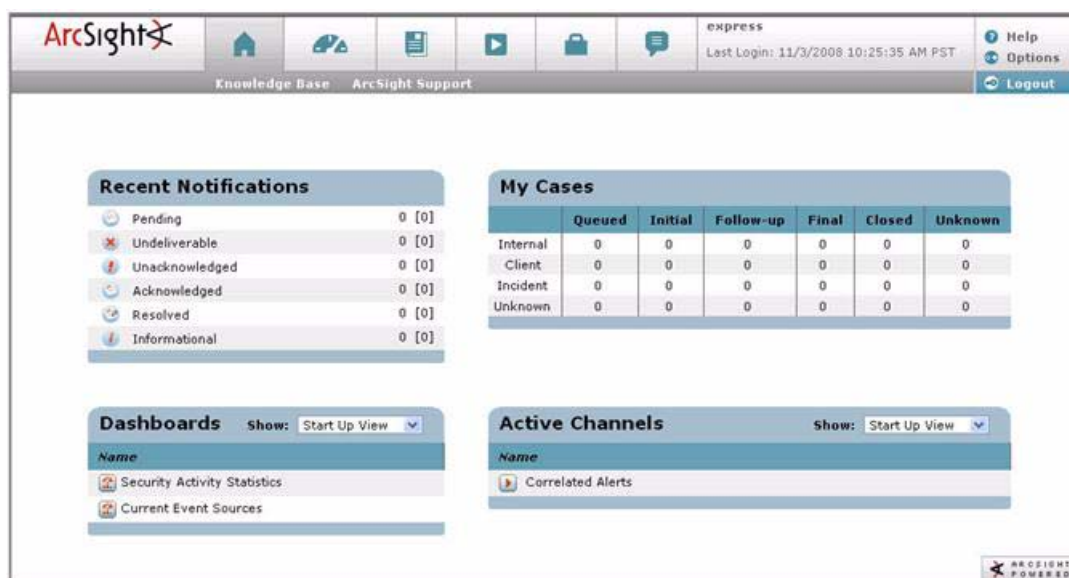 ArcSight
express
Last Login: 11/3/2008 10:25:35 AM PST
Help
Options
Knowledge Base ArcSight Support
Logout
Recent Notifications
Pending 0 [0]
Undeliverable 0 [0]
Unacknowledged 0 [0]
Acknowledged 0 [0]
Resolved 0 [0]
Informational 0 [0]
My Cases
Queued Initial Follow-up Final Closed Unknown
Internal 0 0 0 0 0 0
Client 0 0 0 0 0 0
Incident 0 0 0 0 0 0
Unknown 0 0 0 0 0 0
Dashboards Show: Start Up View
Name
Security Activity Statistics
Current Event Sources
Active Channels Show: Start Up View
Name
Correlated Alerts
ARCSIGHT
POWERED